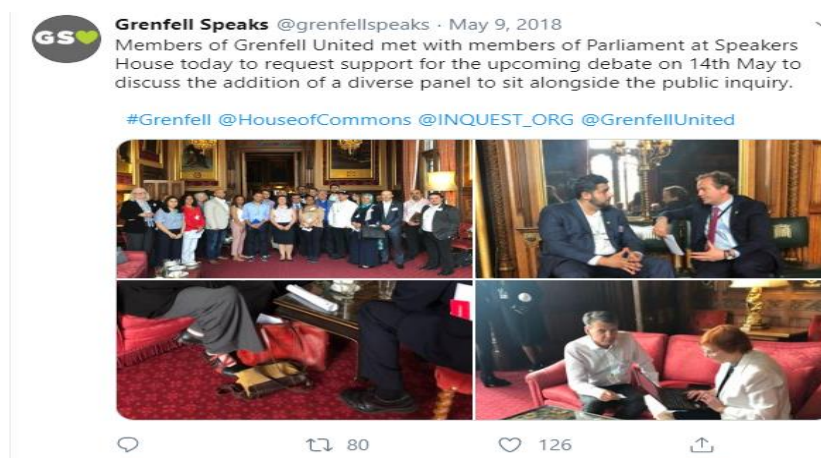 GS
Grenfell Speaks @grenfellspeaks · May 9, 2018
Members of Grenfell United met with members of Parliament at Speakers
House today to request support for the upcoming debate on 14th May to
discuss the addition of a diverse panel to sit alongside the public inquiry.
#Grenfell @HouseofCommons @INQUEST_ORG @GrenfellUnited
80
126